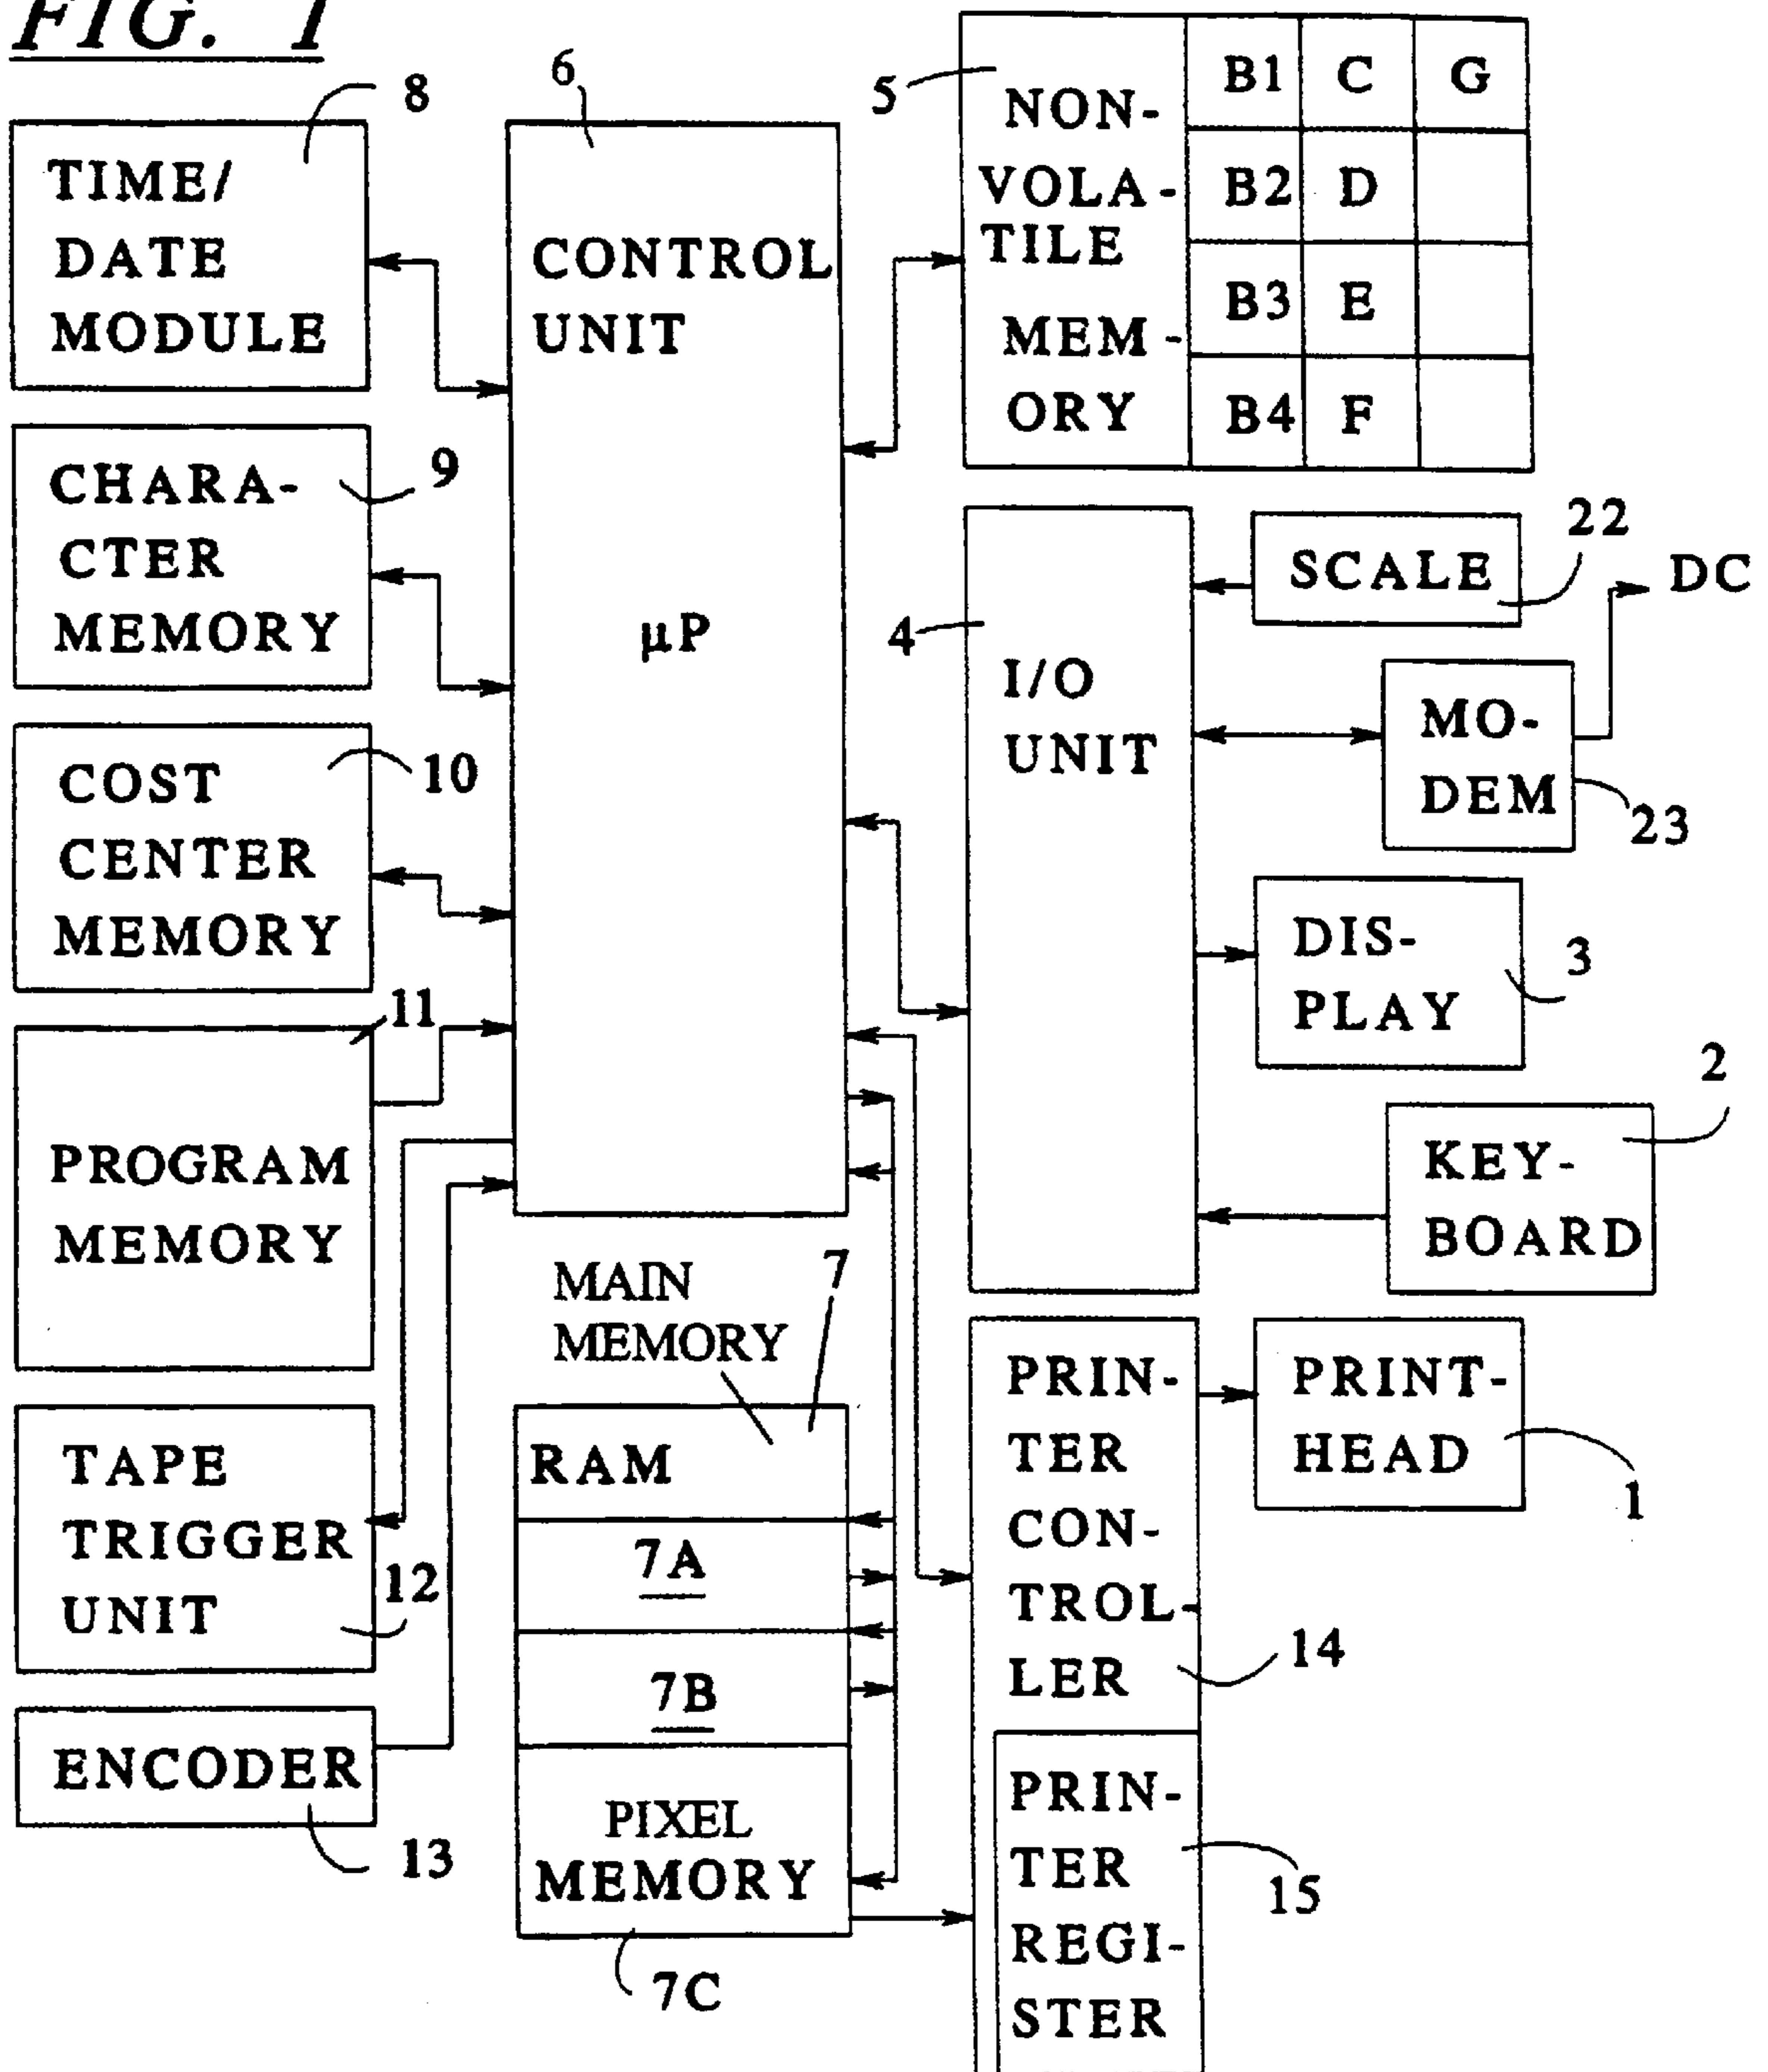 FIG. 1
8
TIME/
DATE
MODULE
9
CHARA-
CTER
MEMORY
10
COST
CENTER
MEMORY
11
PROGRAM
MEMORY
TAPE
TRIGGER
UNIT
12
ENCODER
13
6
CONTROL
UNIT
µP
MAIN
MEMORY
7
RAM
7A
7B
PIXEL
MEMORY
7C
5
NON-
VOLA-
TILE
MEM-
ORY
B1 C G
B2 D
B3 E
B4 F
4
I/O
UNIT
SCALE
22
DC
MO-
DEM
23
DIS-
PLAY
3
2
KEY-
BOARD
PRIN-
TER
CON-
TROL-
LER
14
PRINT-
HEAD
1
PRIN-
TER
REGI-
STER
15